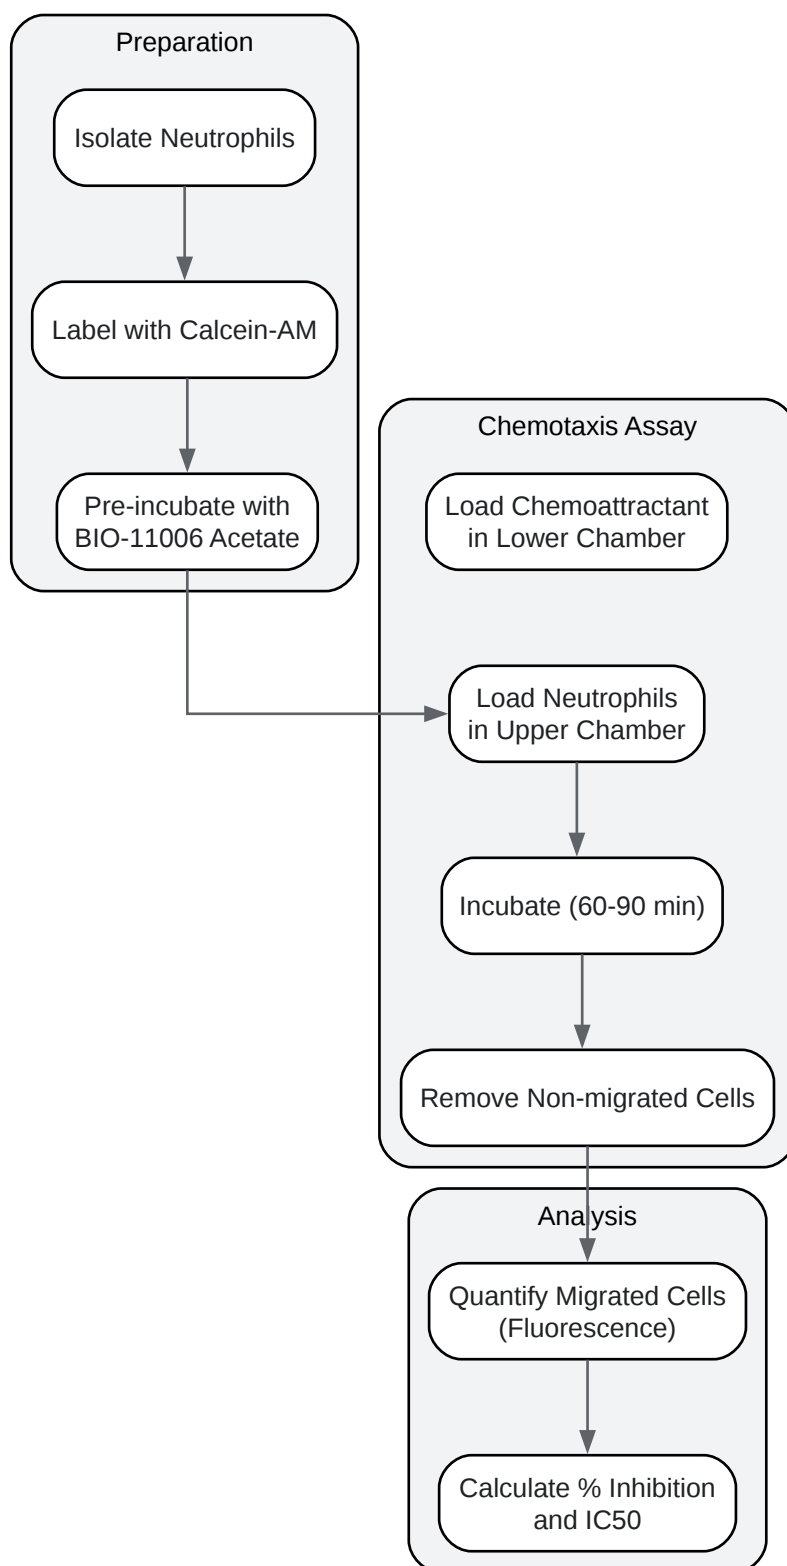 Preparation
Isolate Neutrophils
Label with Calcein-AM
Pre-incubate with
BIO-11006 Acetate
Chemotaxis Assay
Load Chemoattractant
in Lower Chamber
Load Neutrophils
in Upper Chamber
Incubate (60-90 min)
Remove Non-migrated Cells
Analysis
Quantify Migrated Cells
(Fluorescence)
Calculate % Inhibition
and IC50